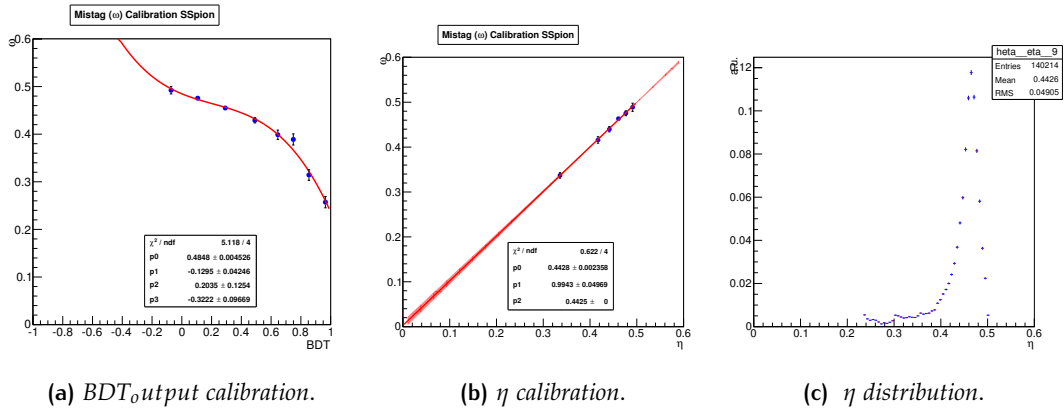 Mistag (ω) Calibration SSpion
ω
0.6
0.5
0.4
0.3
0.2
0.1
0
-1 -0.8 -0.6 -0.4 -0.2 0 0.2 0.4 0.6 0.8 1
BDT
χ² / ndf 5.118 / 4
p0 0.4848 ± 0.004526
p1 -0.1295 ± 0.04246
p2 0.2035 ± 0.1254
p3 -0.3222 ± 0.09669
(a) BDTₒutput calibration.
Mistag (ω) Calibration SSpion
ω
0.6
0.5
0.4
0.3
0.2
0.1
0
0 0.1 0.2 0.3 0.4 0.5 0.6
η
χ² / ndf 0.622 / 4
p0 0.4428 ± 0.002358
p1 0.9943 ± 0.04969
p2 0.4425 ± 0
(b) η calibration.
heta__eta_9
Entries 140214
Mean 0.4426
RMS 0.04905
a.u.
0.12
0.1
0.08
0.06
0.04
0.02
0
0 0.1 0.2 0.3 0.4 0.5 0.6
η
(c) η distribution.